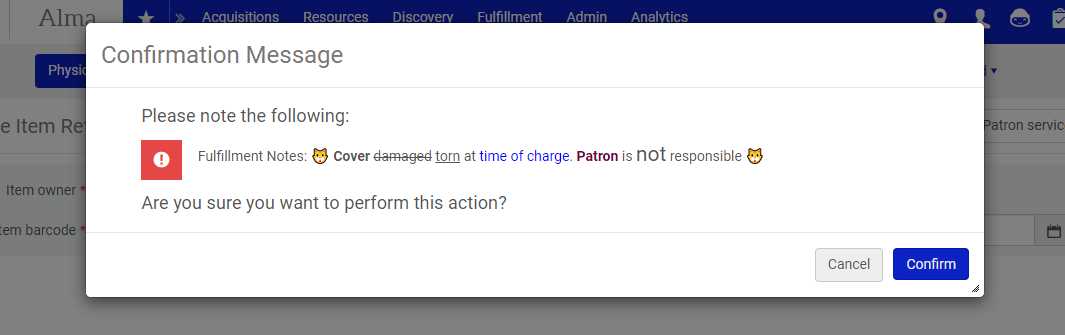 Alma
Acquisitions Resources Discovery Fulfillment Admin Analytics
Confirmation Message
Physic
Please note the following:
e Item Re
Patron servic
Fulfillment Notes: 🐱 Cover damaged torn at time of charge. Patron is not responsible 🐱
Item owner *
Are you sure you want to perform this action?
tem barcode *
Cancel Confirm